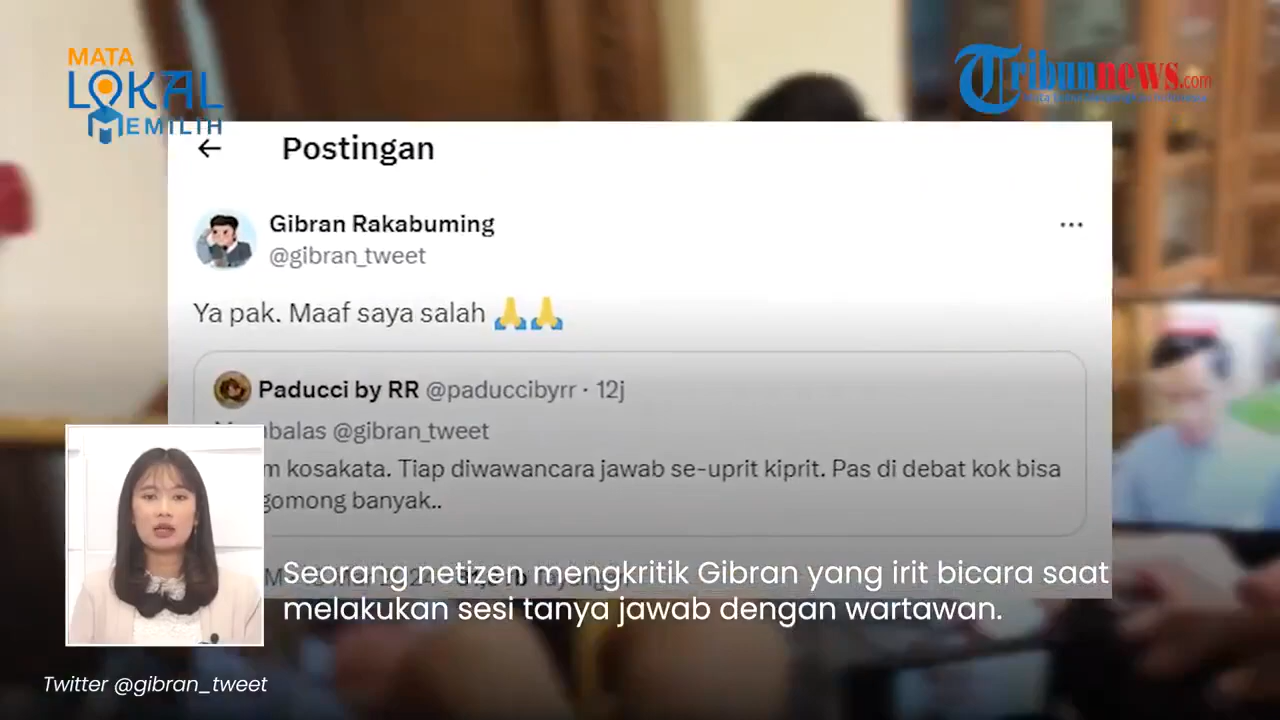 MATA
LOKAL
MEMILIH
Tribunnews.com
Postingan
Gibran Rakabuming
@gibran_tweet
Ya pak. Maaf saya salah 🙏🙏
Paducci by RR @paduccibyrr · 12j
@gibran_tweet
kosakata. Tiap diwawancara jawab se-uprit kiprit. Pas di debat kok bisa
banyak..
Seorang netizen mengkritik Gibran yang irit bicara saat
melakukan sesi tanya jawab dengan wartawan.
Twitter @gibran_tweet